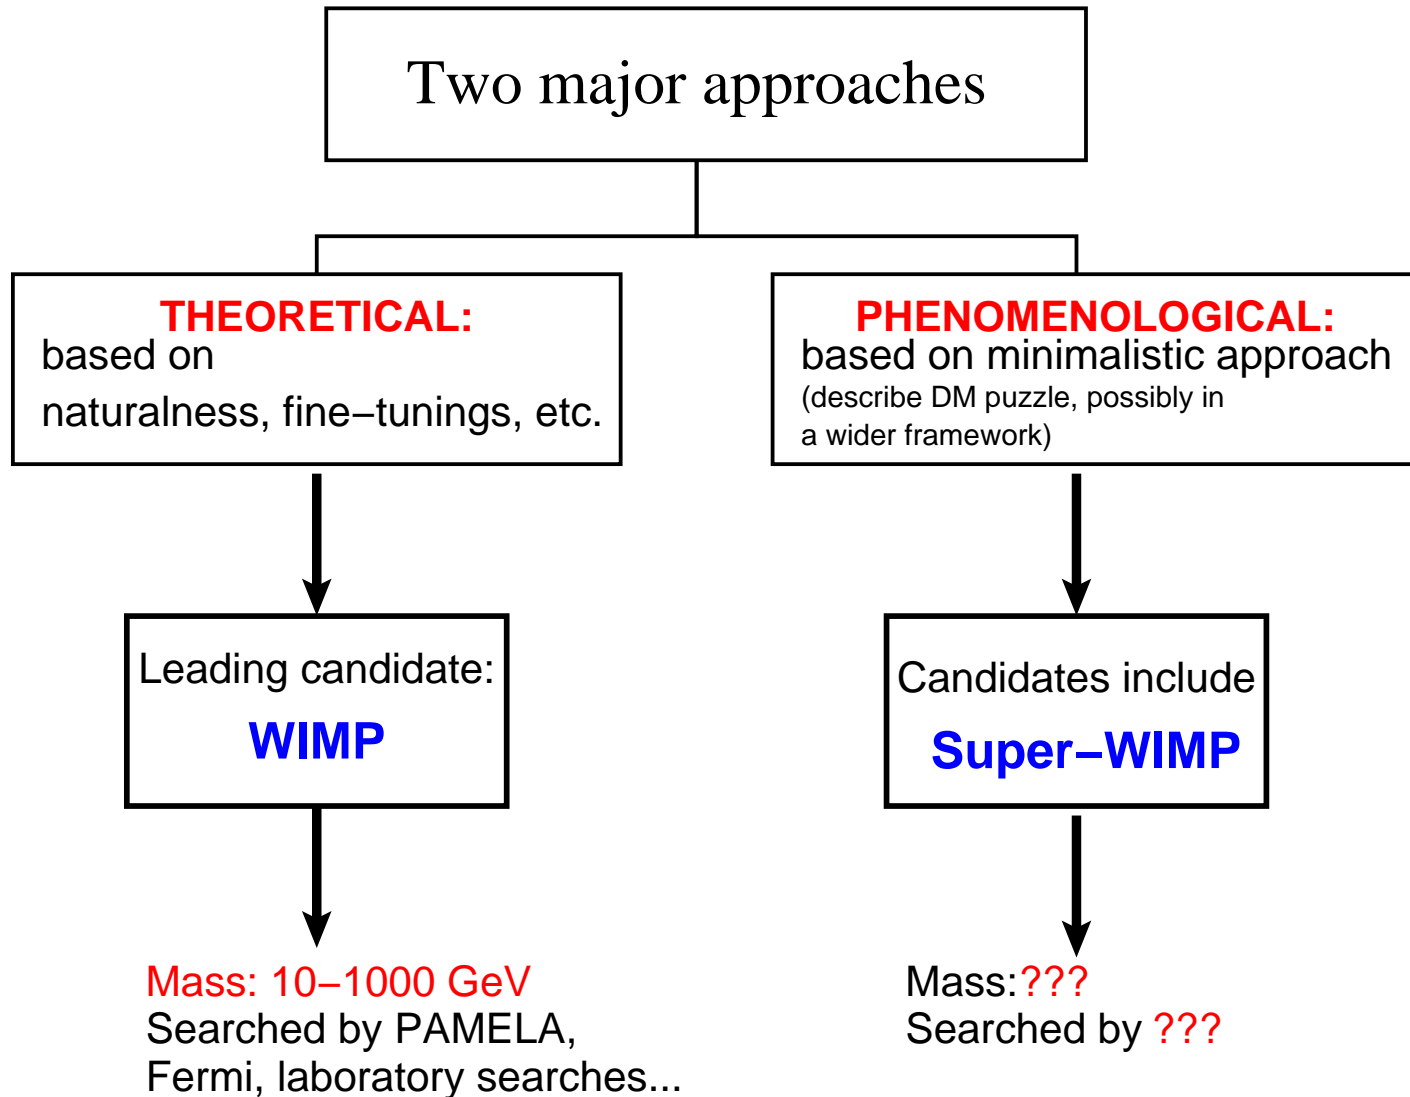 Two major approaches
THEORETICAL:
based on
naturalness, fine−tunings, etc.
PHENOMENOLOGICAL:
based on minimalistic approach
(describe DM puzzle, possibly in
a wider framework)
Leading candidate:
WIMP
Candidates include
Super−WIMP
Mass: 10−1000 GeV
Searched by PAMELA,
Fermi, laboratory searches...
Mass:???
Searched by ???